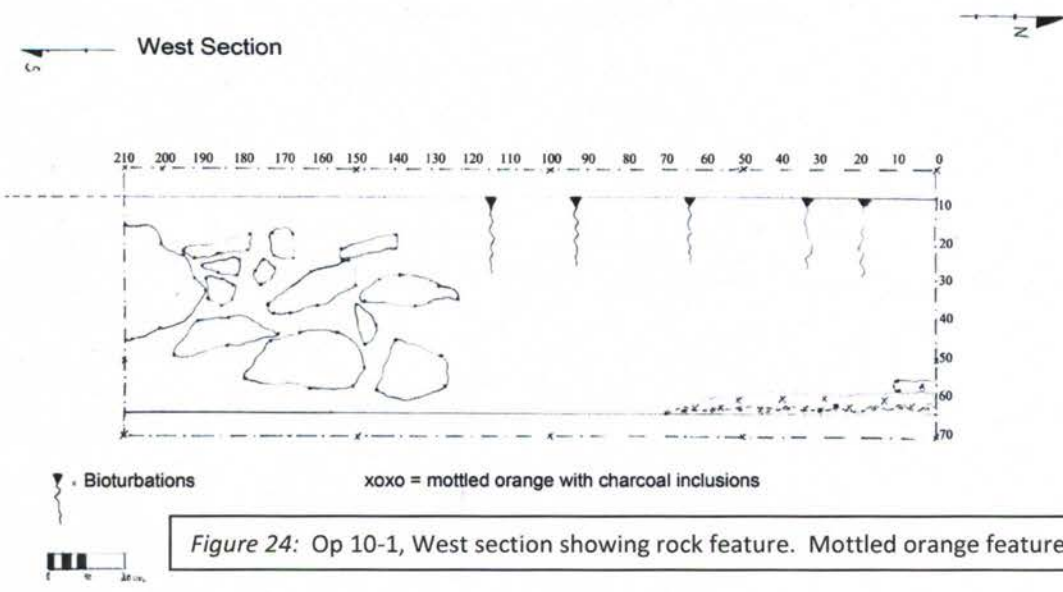 West Section
S
N
210 200 190 180 170 160 150 140 130 120 110 100 90 80 70 60 50 40 30 20 10 0
10
20
30
40
50
60
70
Bioturbations
xoxo = mottled orange with charcoal inclusions
Figure 24: Op 10-1, West section showing rock feature. Mottled orange feature